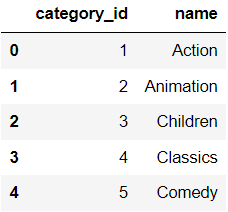 category_id name
0 1 Action
1 2 Animation
2 3 Children
3 4 Classics
4 5 Comedy